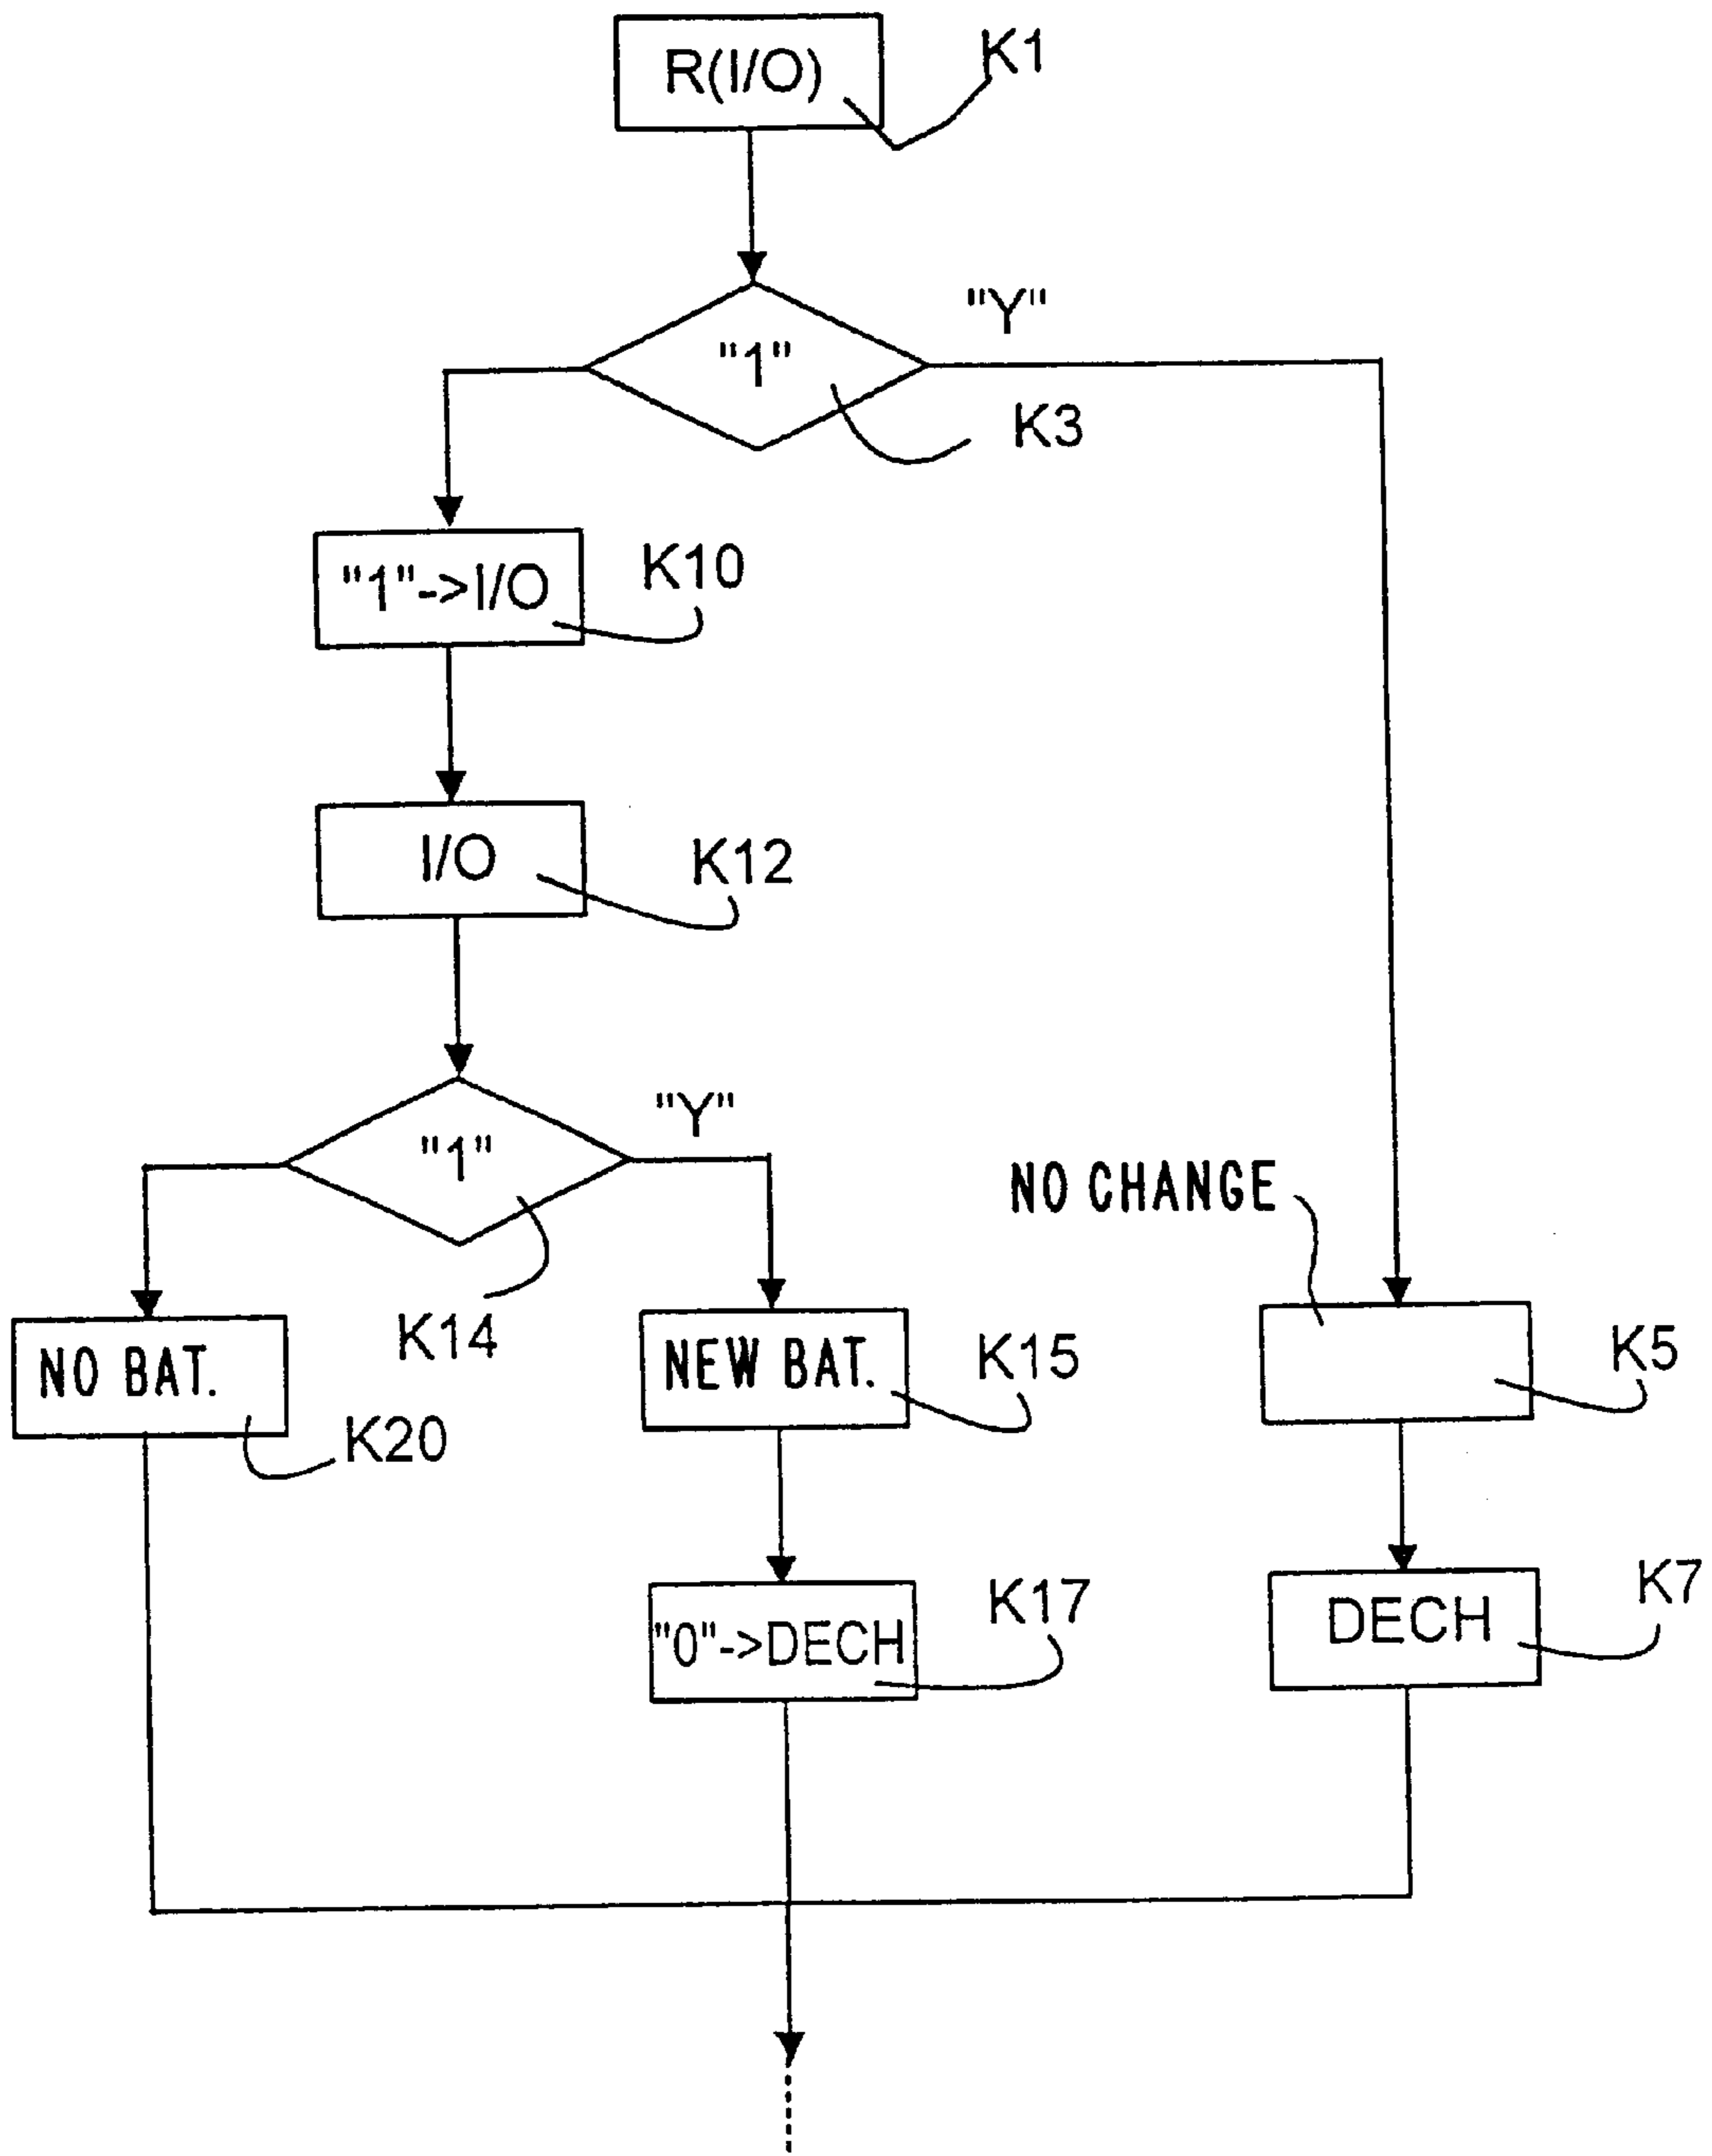 R(I/O)
K1
"Y"
"1"
K3
"1"->I/O
K10
I/O
K12
"Y"
"1"
K14
NO CHANGE
NO BAT.
K20
NEW BAT.
K15
K5
"0"->DECH
K17
DECH
K7